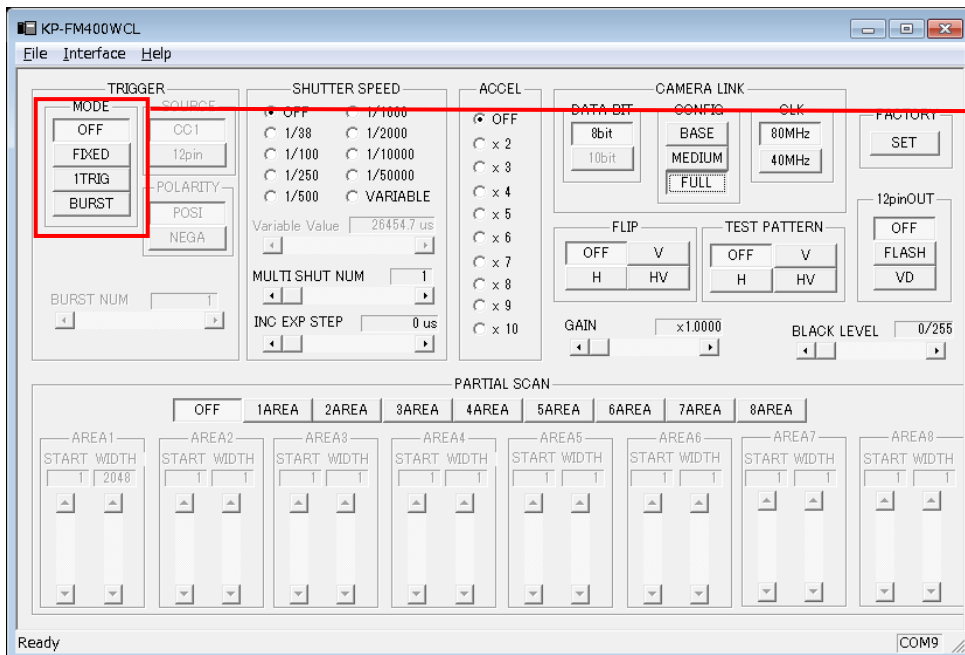 KP-FM400WCL
File Interface Help
TRIGGER
MODE
OFF
FIXED
1TRIG
BURST
SOURCE
CC1
12pin
POLARITY
POSI
NEGA
BURST NUM 1
SHUTTER SPEED
OFF 1/1000
1/38 1/2000
1/100 1/10000
1/250 1/50000
1/500 VARIABLE
Variable Value 26454.7 us
MULTI SHUT NUM 1
INC EXP STEP 0 us
ACCEL
OFF
x 2
x 3
x 4
x 5
x 6
x 7
x 8
x 9
x 10
CAMERA LINK
DATA BIT
8bit
10bit
CONFIG
BASE
MEDIUM
FULL
CLK
80MHz
40MHz
FACTORY
SET
FLIP
OFF V
H HV
TEST PATTERN
OFF V
H HV
12pinOUT
OFF
FLASH
VD
GAIN x1.0000
BLACK LEVEL 0/255
PARTIAL SCAN
OFF 1AREA 2AREA 3AREA 4AREA 5AREA 6AREA 7AREA 8AREA
AREA1 AREA2 AREA3 AREA4 AREA5 AREA6 AREA7 AREA8
START WIDTH START WIDTH START WIDTH START WIDTH START WIDTH START WIDTH START WIDTH START WIDTH
1 2048 1 1 1 1 1 1 1 1 1 1 1 1 1 1
Ready COM9